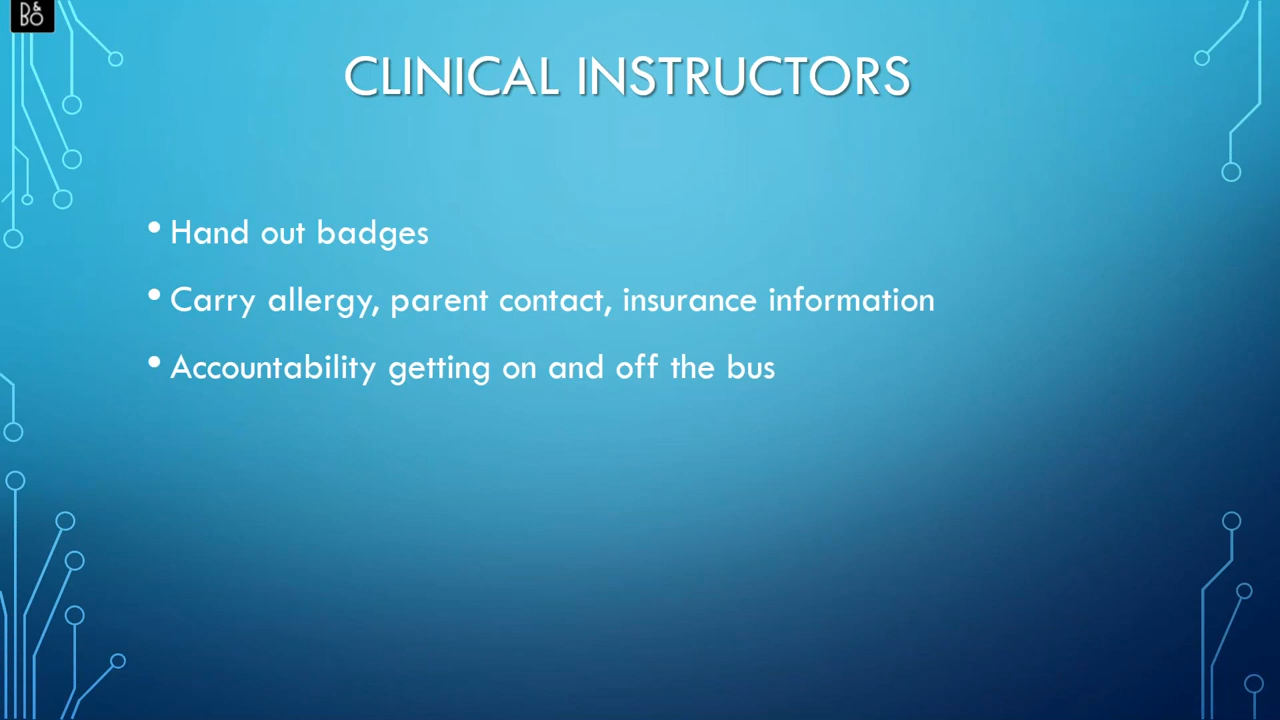 B&O
CLINICAL INSTRUCTORS
• Hand out badges
• Carry allergy, parent contact, insurance information
• Accountability getting on and off the bus